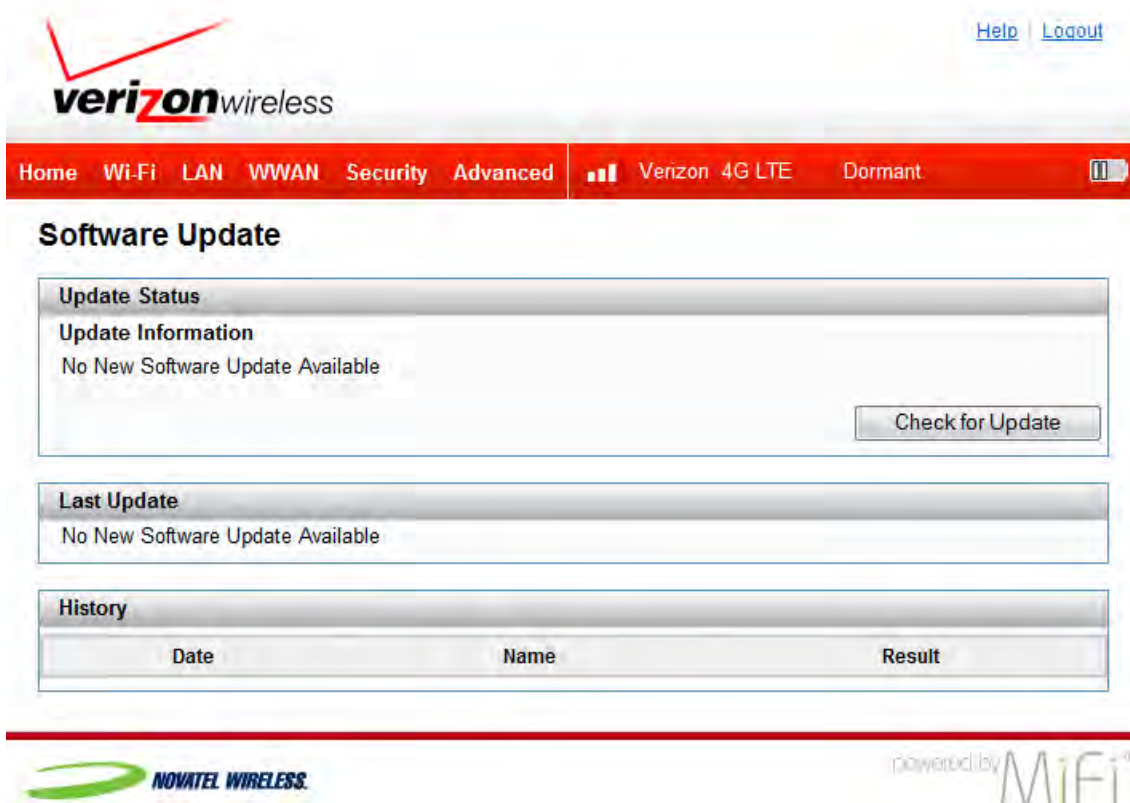 Help | Logout
verizonwireless
Home Wi-Fi LAN WWAN Security Advanced Verizon 4G LTE Dormant
Software Update
Update Status
Update Information
No New Software Update Available
Check for Update
Last Update
No New Software Update Available
History
Date Name Result
NOVATEL WIRELESS.
powered by MiFi